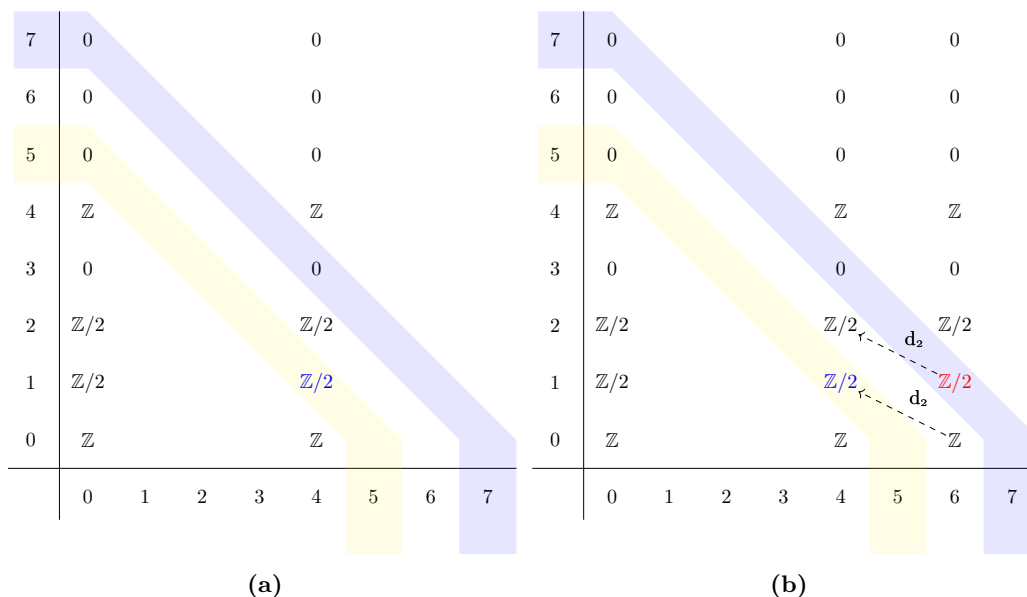 7 0 0 7 0 0 0
6 0 0 6 0 0 0
5 0 0 5 0 0 0
4 ℤ ℤ 4 ℤ ℤ ℤ
3 0 0 3 0 0 0
2 ℤ/2 ℤ/2 2 ℤ/2 ℤ/2 ℤ/2
d₂
1 ℤ/2 ℤ/2 1 ℤ/2 ℤ/2 ℤ/2
d₂
0 ℤ ℤ 0 ℤ ℤ ℤ
0 1 2 3 4 5 6 7 0 1 2 3 4 5 6 7
(a) (b)